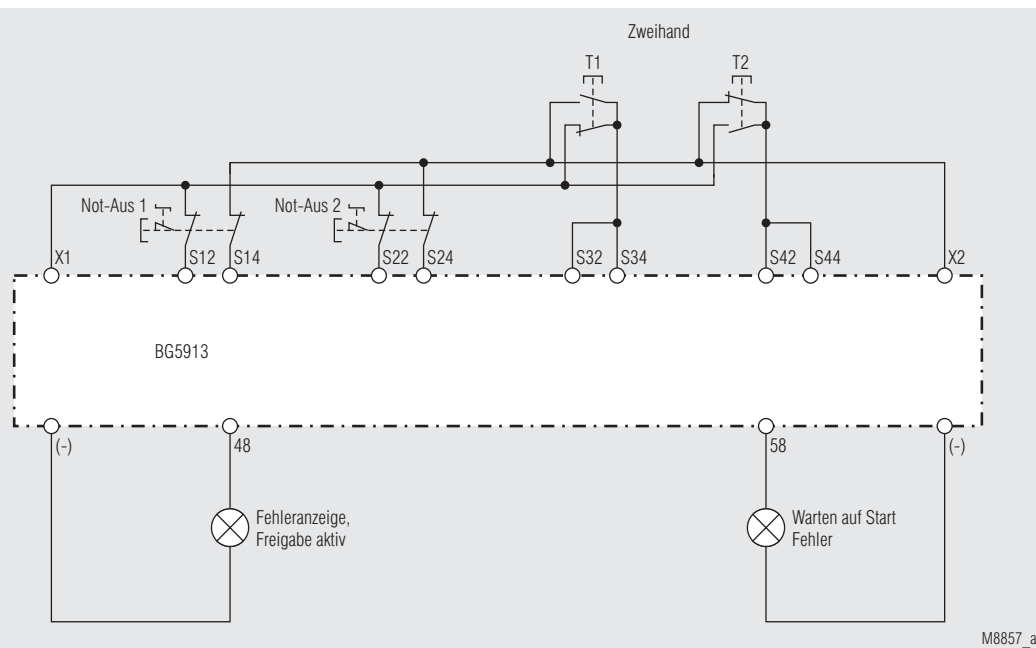 Zweihand
T1
T2
Not-Aus 1
Not-Aus 2
X1
S12
S14
S22
S24
S32
S34
S42
S44
X2
BG5913
(-)
48
58
(-)
Fehleranzeige,
Freigabe aktiv
Warten auf Start
Fehler
M8857_a